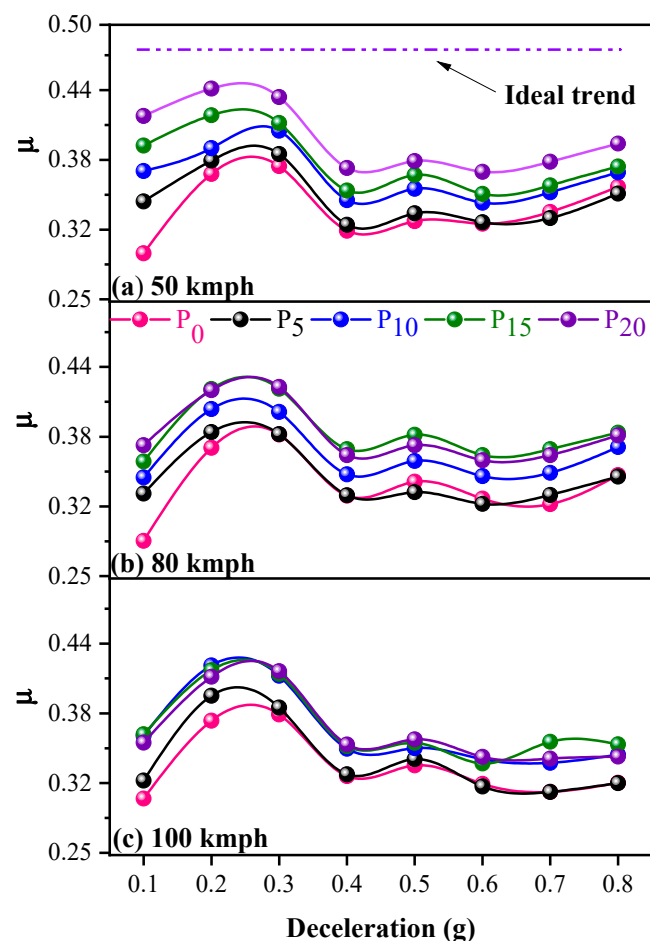 0.50
0.44
0.38
0.32
0.25
μ
Ideal trend
(a) 50 kmph
P0 P5 P10 P15 P20
0.44
0.38
0.32
0.25
μ
(b) 80 kmph
0.44
0.38
0.32
0.25
μ
(c) 100 kmph
0.1 0.2 0.3 0.4 0.5 0.6 0.7 0.8
Deceleration (g)